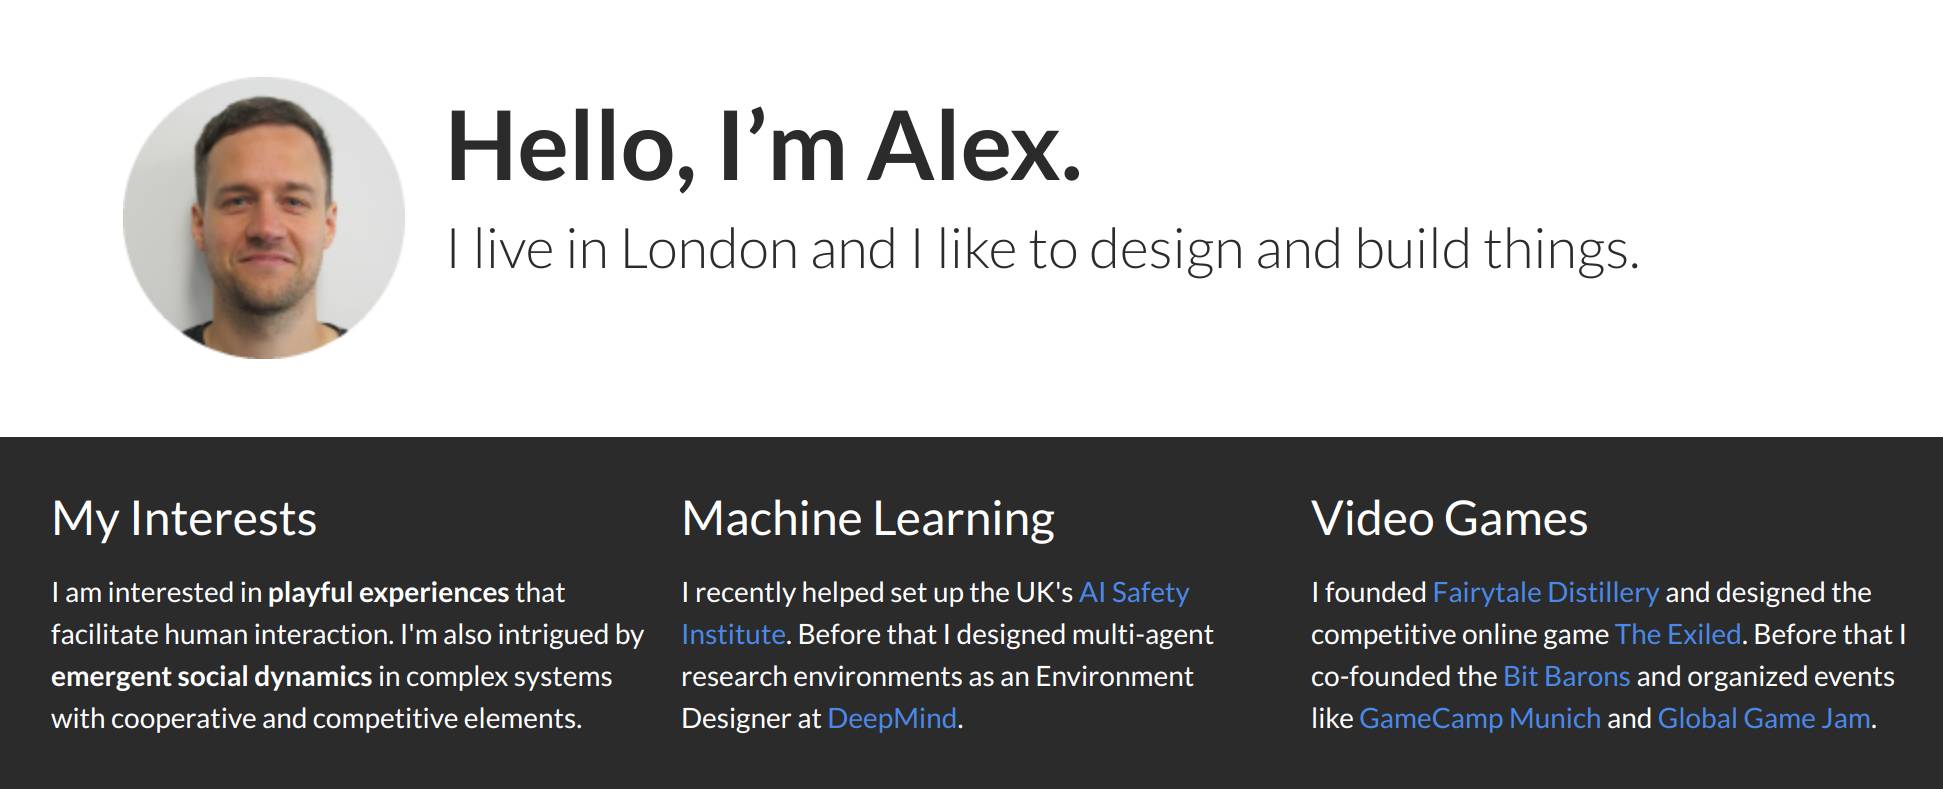 Hello, I’m Alex.
I live in London and I like to design and build things.
My Interests
I am interested in playful experiences that
facilitate human interaction. I'm also intrigued by
emergent social dynamics in complex systems
with cooperative and competitive elements.
Machine Learning
I recently helped set up the UK's AI Safety
Institute. Before that I designed multi-agent
research environments as an Environment
Designer at DeepMind.
Video Games
I founded Fairytale Distillery and designed the
competitive online game The Exiled. Before that I
co-founded the Bit Barons and organized events
like GameCamp Munich and Global Game Jam.